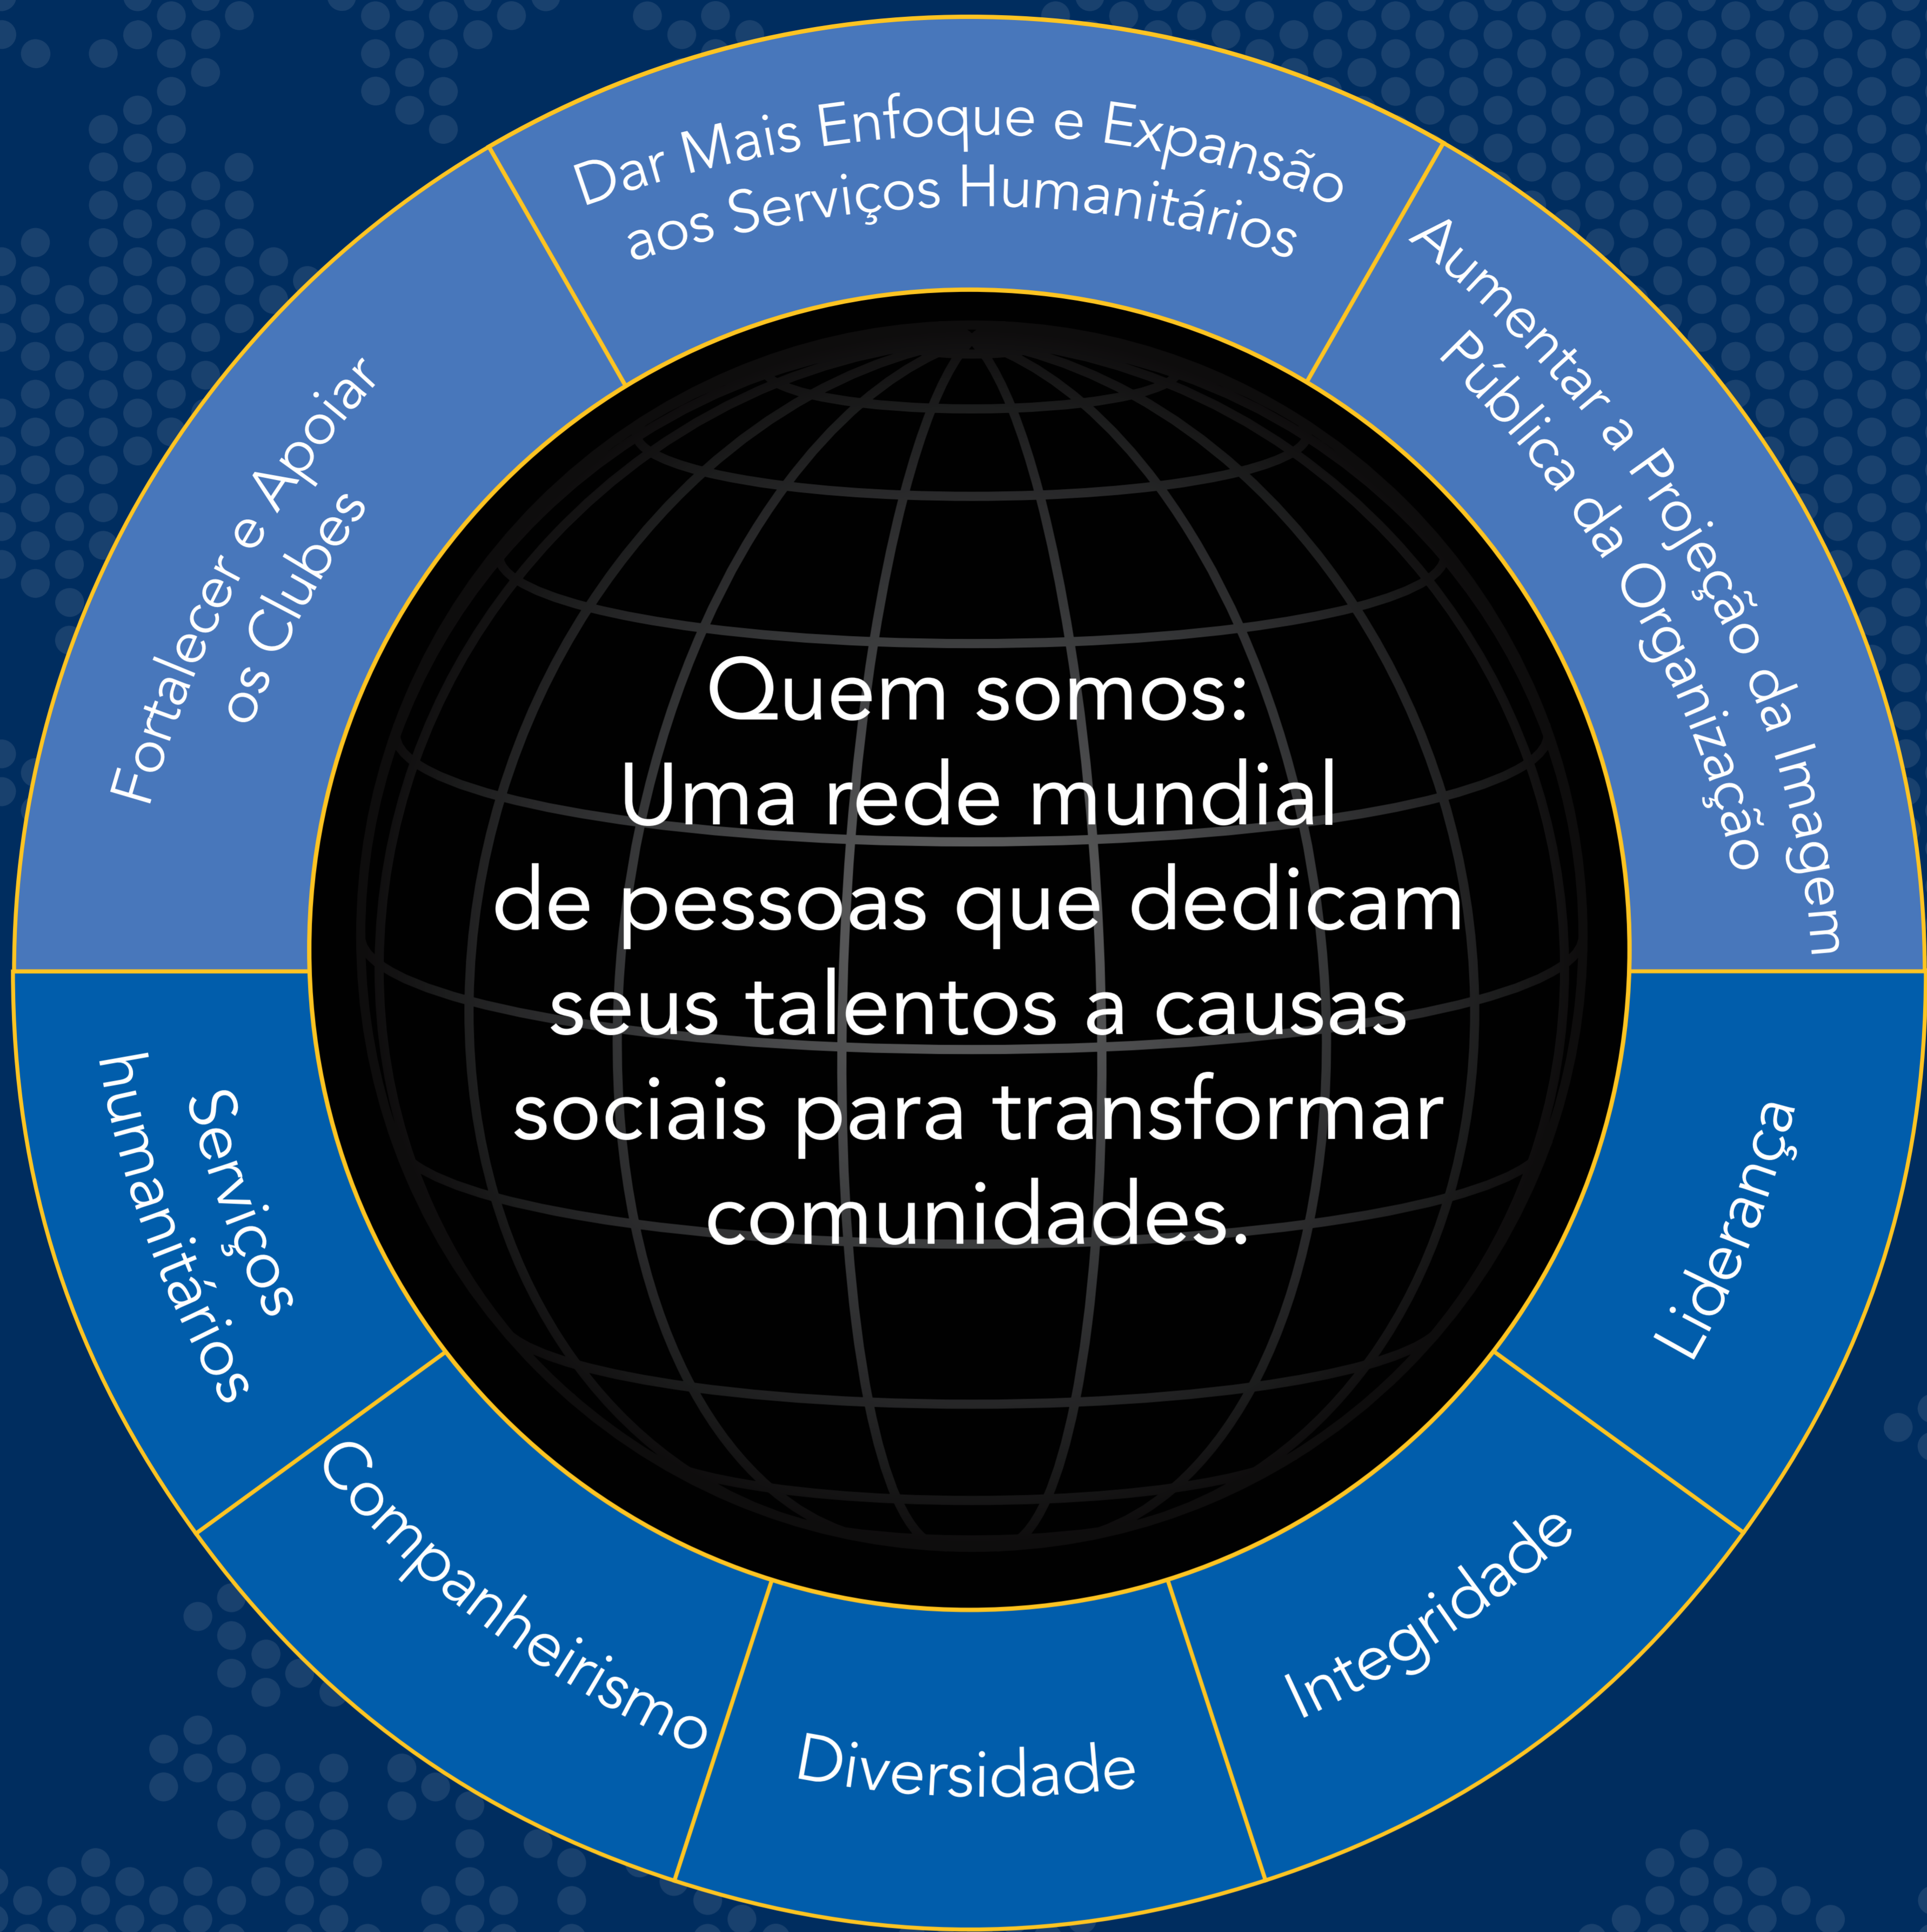 Dar Mais Enfoque e Expansão
aos Serviços Humanitários
Aumentar a Projeção da Imagem
Pública da Organização
Fortalecer e Apoiar
os Clubes
Quem somos:
Uma rede mundial
de pessoas que dedicam
seus talentos a causas
sociais para transformar
comunidades.
Serviços
humanitários
Companheirismo
Diversidade
Integridade
Liderança